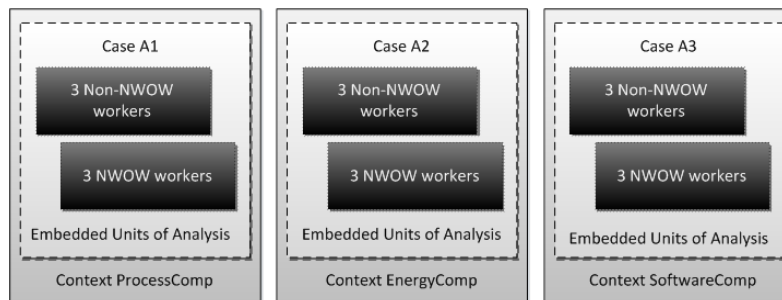 Case A1
3 Non-NWOW
workers
3 NWOW workers
Embedded Units of Analysis
Context ProcessComp
Case A2
3 Non-NWOW
workers
3 NWOW workers
Embedded Units of Analysis
Context EnergyComp
Case A3
3 Non-NWOW
workers
3 NWOW workers
Embedded Units of Analysis
Context SoftwareComp